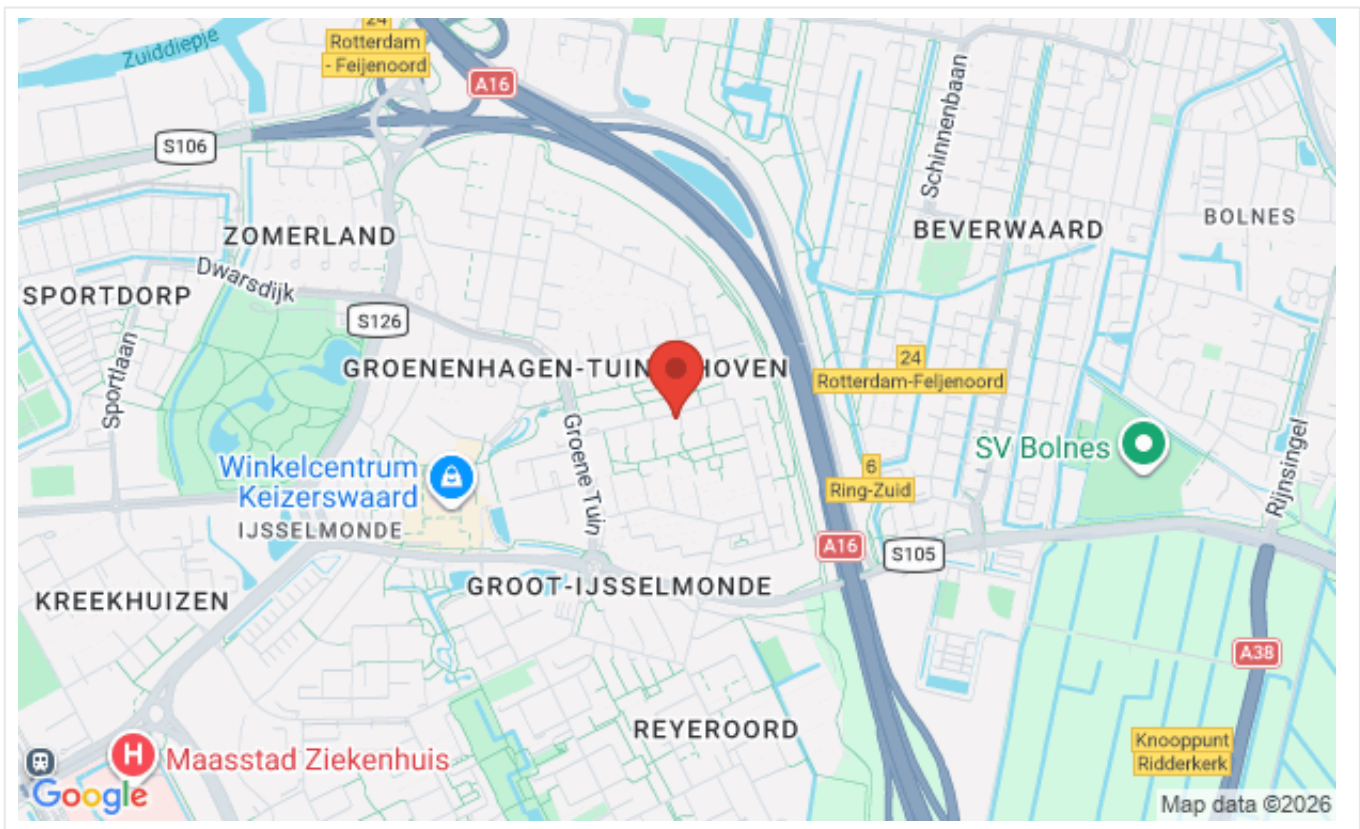 24
Rotterdam
- Feijenoord
Zuiddiepje
A16
S106
Schinnenbaan
BOLNES
BEVERWAARD
ZOMERLAND
Dwarsdijk
SPORTDORP
S126
Sportlaan
GROENENHAGEN-TUIN HOVEN
24
Rotterdam-Feijenoord
Groene Tuin
SV Bolnes
Rijnsingel
Winkelcentrum
Keizerswaard
6
Ring-Zuid
IJSSELMONDE
A16
S105
GROOT-IJSSELMONDE
KREEKHUIZEN
A38
REYEROORD
Knooppunt
Ridderkerk
H
Maasstad Ziekenhuis
Google
Map data ©2026